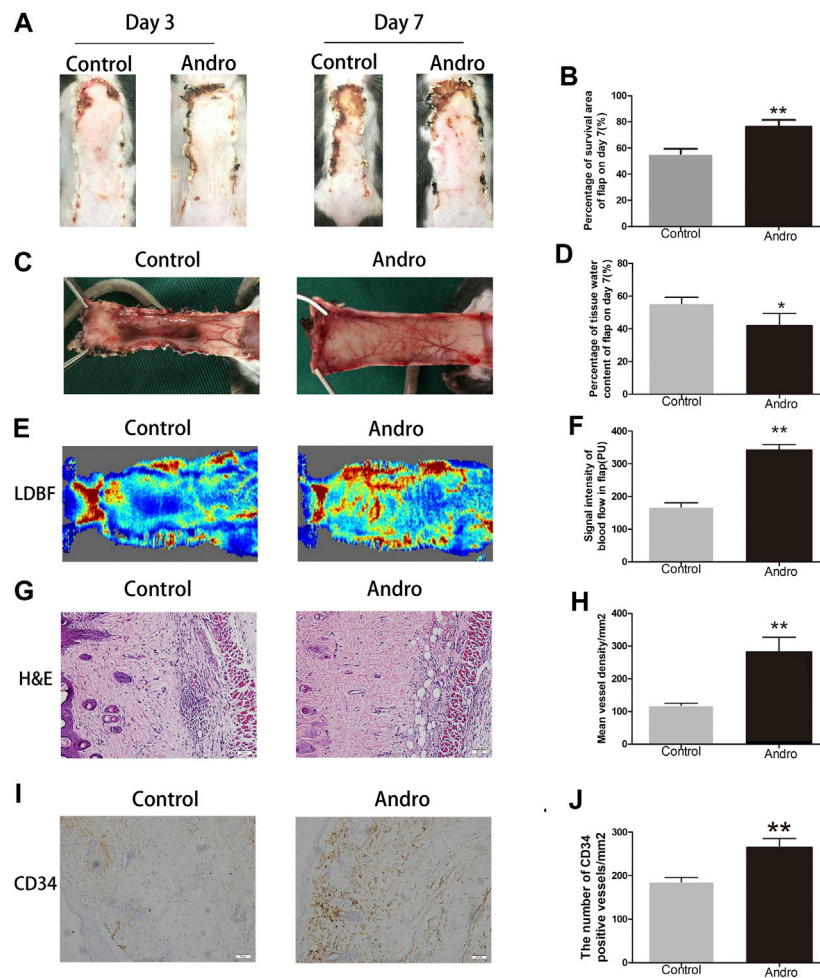 A
Day 3
Day 7
Control
Andro
Control
Andro
B
Percentage of survival area
of flap on day 7(%)
100
80
60
40
20
0
**
Control
Andro
C
Control
Andro
D
Percentage of tissue water
content of flap on day 7(%)
80
60
40
20
0
*
Control
Andro
E
Control
Andro
LDBF
F
Signal intensity of
blood flow in flap(PU)
400
300
200
100
0
**
Control
Andro
G
Control
Andro
H&E
H
Mean vessel density/mm2
400
300
200
100
0
**
Control
Andro
I
Control
Andro
CD34
J
The number of CD34
positive vessels/mm2
300
200
100
0
**
Control
Andro